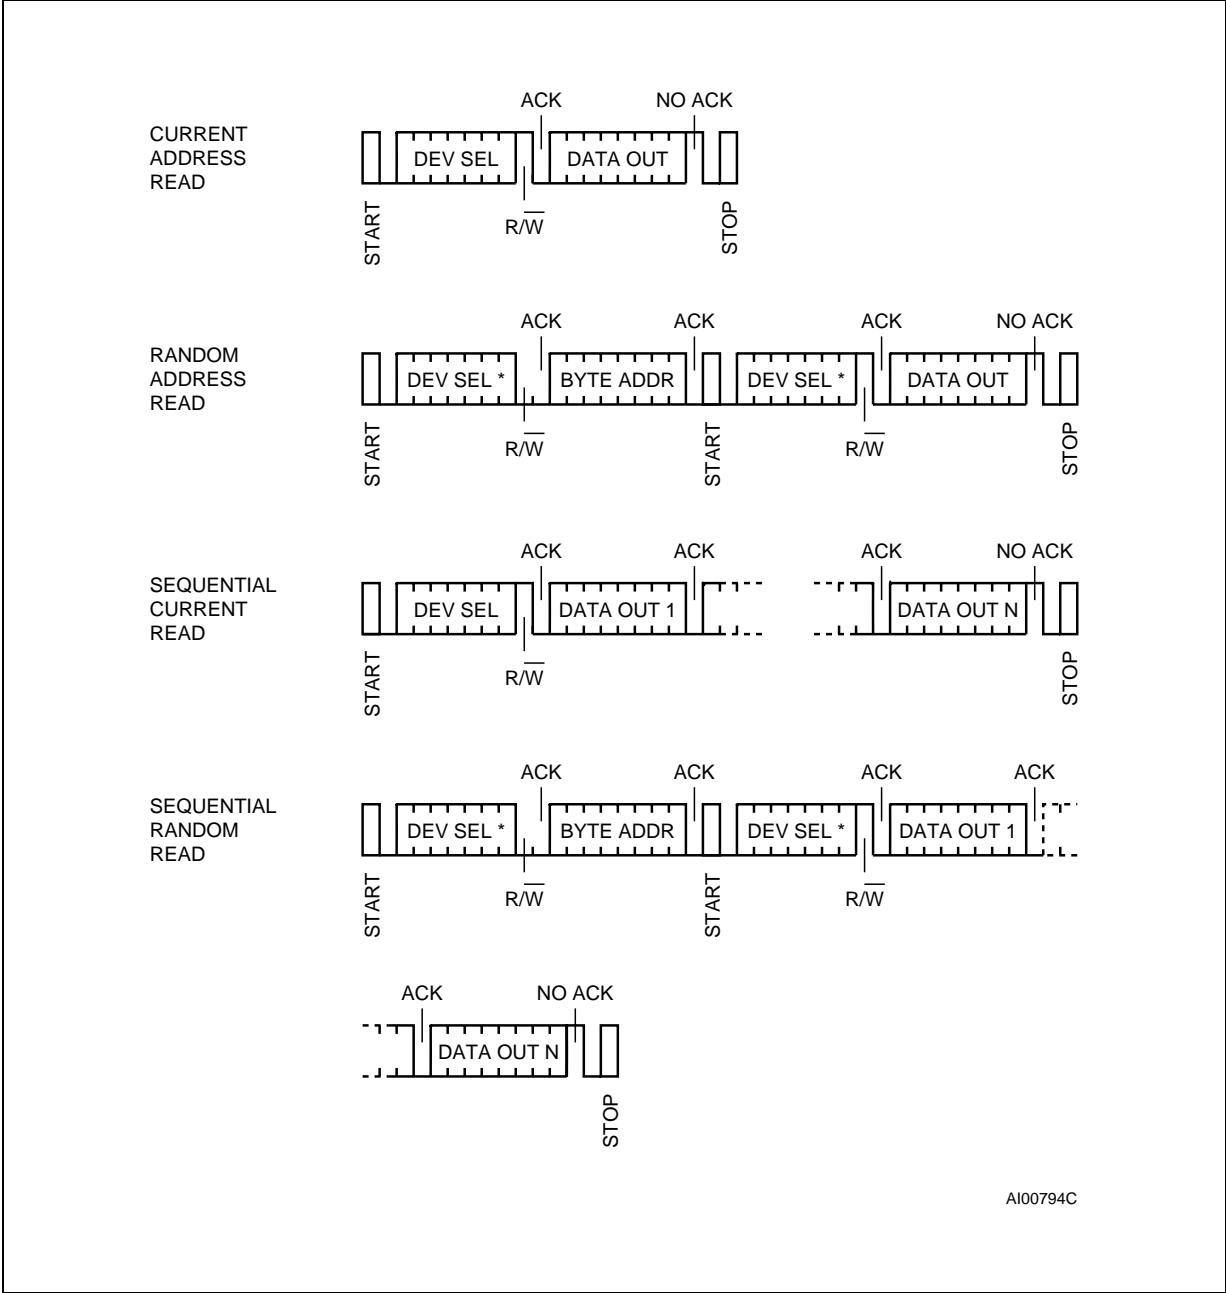 ACK NO ACK
CURRENT
ADDRESS
READ
DEV SEL DATA OUT
START R/W̅ STOP
ACK ACK ACK NO ACK
RANDOM
ADDRESS
READ
DEV SEL * BYTE ADDR DEV SEL * DATA OUT
START R/W̅ START R/W̅ STOP
ACK ACK ACK NO ACK
SEQUENTIAL
CURRENT
READ
DEV SEL DATA OUT 1 DATA OUT N
START R/W̅ STOP
ACK ACK ACK ACK
SEQUENTIAL
RANDOM
READ
DEV SEL * BYTE ADDR DEV SEL * DATA OUT 1
START R/W̅ START R/W̅
ACK NO ACK
DATA OUT N
STOP
AI00794C